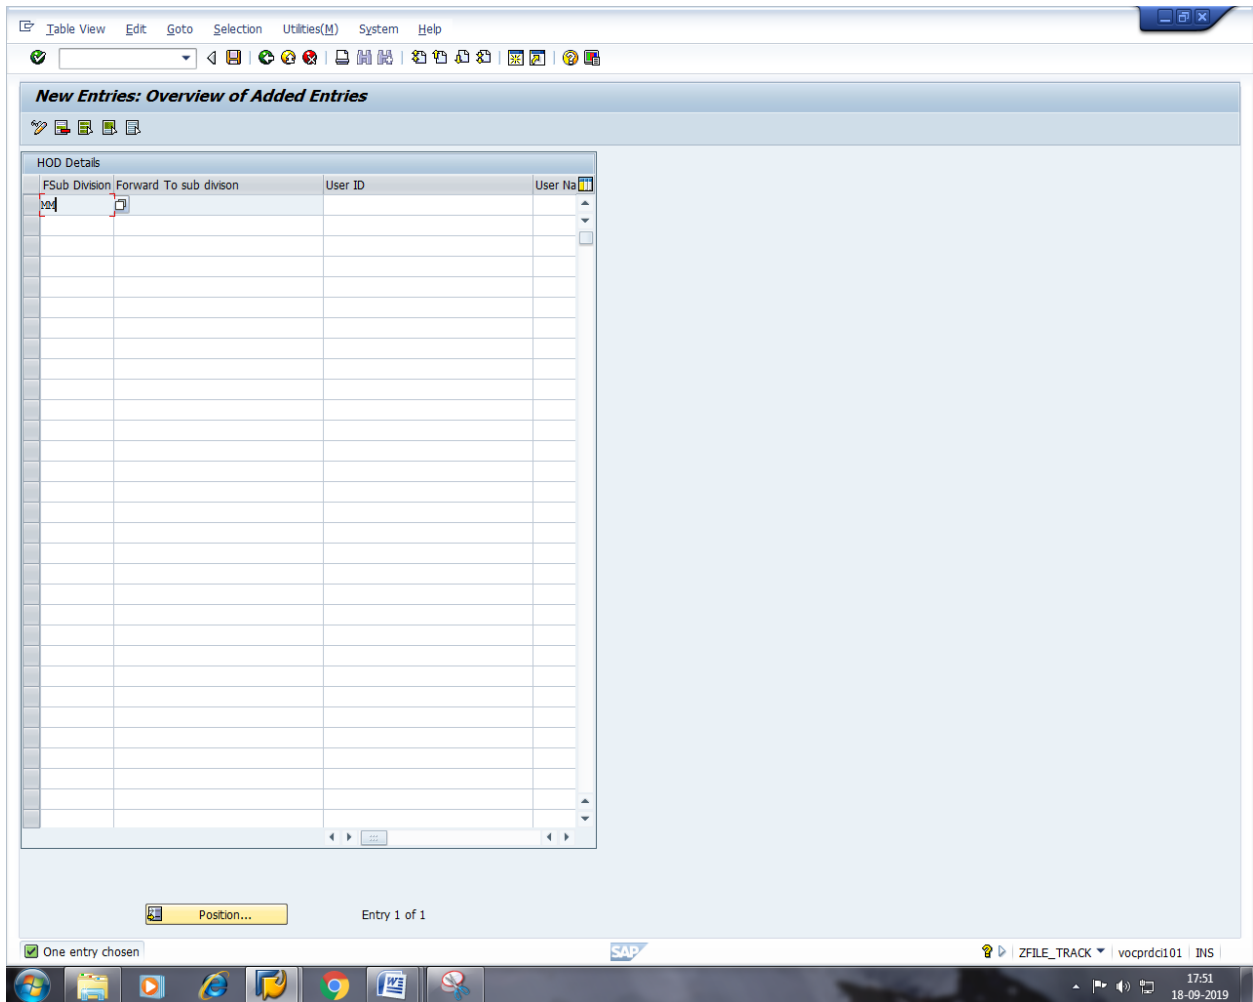 Table View Edit Goto Selection Utilities(M) System Help
New Entries: Overview of Added Entries
HOD Details
FSub Division Forward To sub divison User ID User Na
MM
Position... Entry 1 of 1
One entry chosen SAP ZFILE_TRACK vocprdci101 INS
17:51
18-09-2019